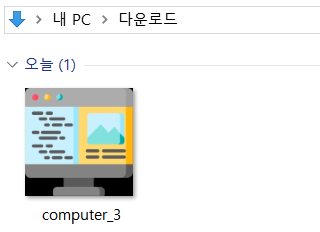 > 내 PC > 다운로드
오늘 (1)
computer_3